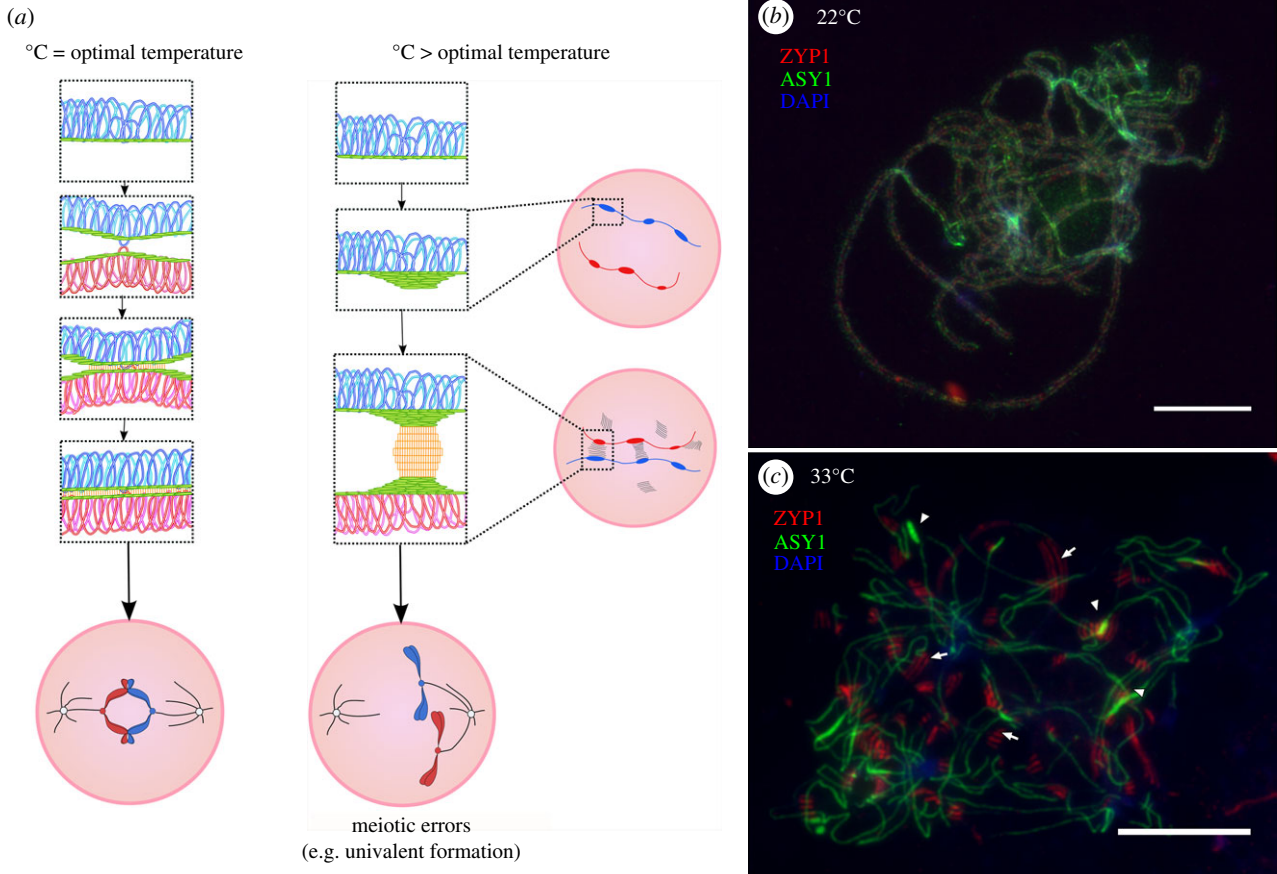 (a)
°C = optimal temperature
°C > optimal temperature
meiotic errors
(e.g. univalent formation)
(b) 22°C
ZYP1
ASY1
DAPI
(c) 33°C
ZYP1
ASY1
DAPI